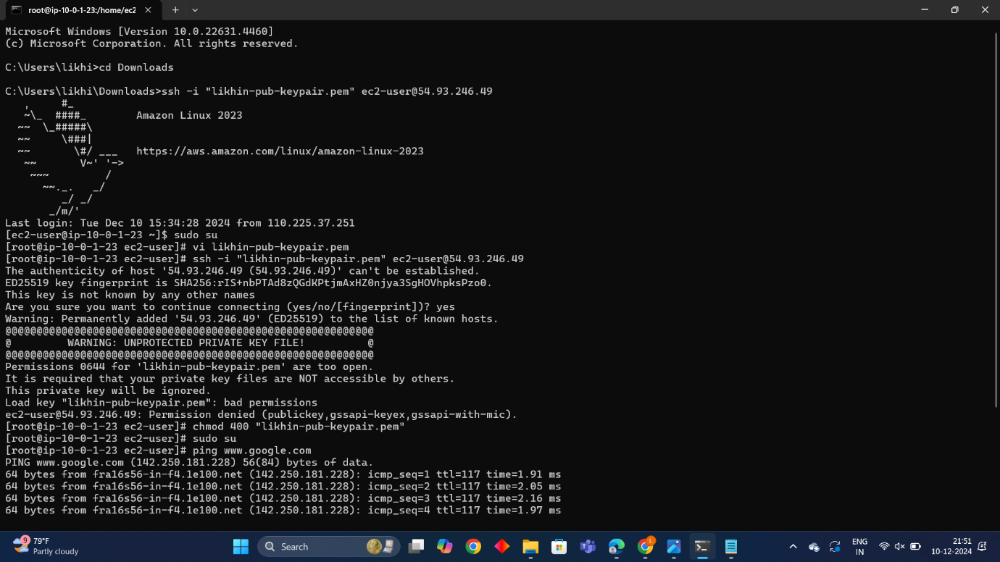 root@ip-10-0-1-23:/home/ec2
Microsoft Windows [Version 10.0.22631.4460]
(c) Microsoft Corporation. All rights reserved.
C:\Users\likhi>cd Downloads
C:\Users\likhi\Downloads>ssh -i "likhin-pub-keypair.pem" ec2-user@54.93.246.49
   ,     #_
   ~\_  ####_        Amazon Linux 2023
  ~~  \_#####\
  ~~     \###|
  ~~       \#/ ___   https://aws.amazon.com/linux/amazon-linux-2023
   ~~       V~' '->
    ~~~         /
      ~~._.   _/
         _/ _/
       _/m/'
Last login: Tue Dec 10 15:34:28 2024 from 110.225.37.251
[ec2-user@ip-10-0-1-23 ~]$ sudo su
[root@ip-10-0-1-23 ec2-user]# vi likhin-pub-keypair.pem
[root@ip-10-0-1-23 ec2-user]# ssh -i "likhin-pub-keypair.pem" ec2-user@54.93.246.49
The authenticity of host '54.93.246.49 (54.93.246.49)' can't be established.
ED25519 key fingerprint is SHA256:rIS+nbPTAd8zQGdKPtjmAxHZ0njya3SgHOVhpksPzo0.
This key is not known by any other names
Are you sure you want to continue connecting (yes/no/[fingerprint])? yes
Warning: Permanently added '54.93.246.49' (ED25519) to the list of known hosts.
@@@@@@@@@@@@@@@@@@@@@@@@@@@@@@@@@@@@@@@@@@@@@@@@@@@@@@@@@@@
@         WARNING: UNPROTECTED PRIVATE KEY FILE!          @
@@@@@@@@@@@@@@@@@@@@@@@@@@@@@@@@@@@@@@@@@@@@@@@@@@@@@@@@@@@
Permissions 0644 for 'likhin-pub-keypair.pem' are too open.
It is required that your private key files are NOT accessible by others.
This private key will be ignored.
Load key "likhin-pub-keypair.pem": bad permissions
ec2-user@54.93.246.49: Permission denied (publickey,gssapi-keyex,gssapi-with-mic).
[root@ip-10-0-1-23 ec2-user]# chmod 400 "likhin-pub-keypair.pem"
[root@ip-10-0-1-23 ec2-user]# sudo su
[root@ip-10-0-1-23 ec2-user]# ping www.google.com
PING www.google.com (142.250.181.228) 56(84) bytes of data.
64 bytes from fra16s56-in-f4.1e100.net (142.250.181.228): icmp_seq=1 ttl=117 time=1.91 ms
64 bytes from fra16s56-in-f4.1e100.net (142.250.181.228): icmp_seq=2 ttl=117 time=2.05 ms
64 bytes from fra16s56-in-f4.1e100.net (142.250.181.228): icmp_seq=3 ttl=117 time=2.16 ms
64 bytes from fra16s56-in-f4.1e100.net (142.250.181.228): icmp_seq=4 ttl=117 time=1.97 ms
9
79°F
Partly cloudy
Search
L
ENG
IN
21:51
10-12-2024